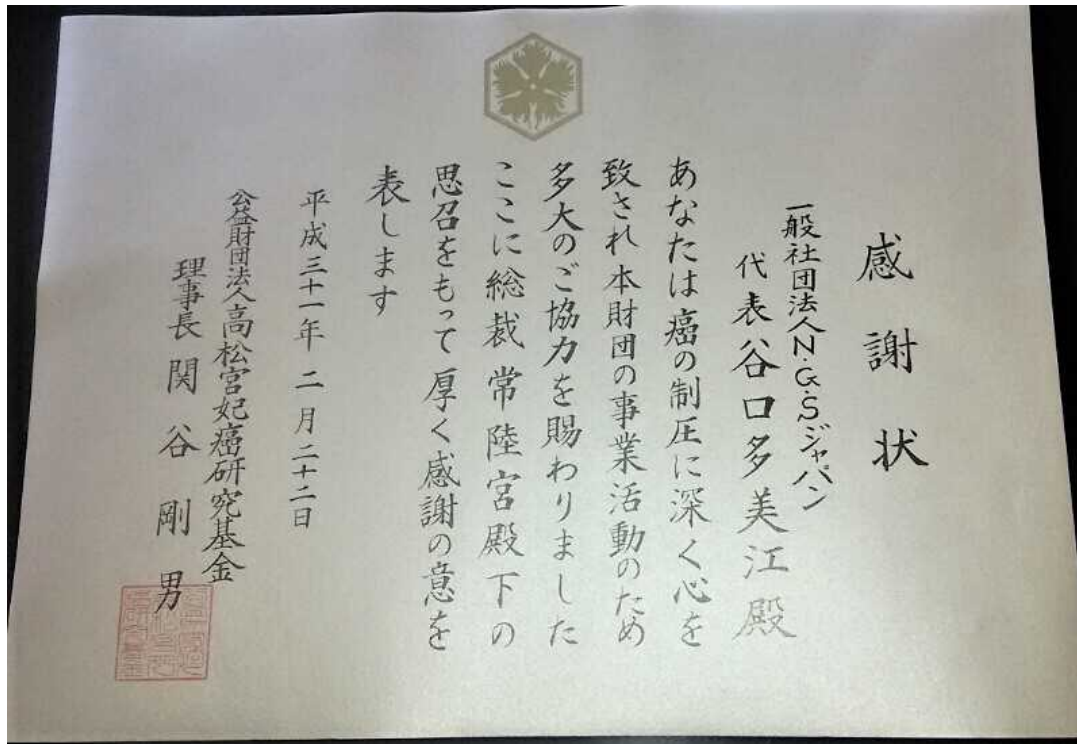 感謝状
一般社団法人N.G.Sジャパン
代表谷口多美江殿
あなたは癌の制圧に深く心を
致され本財団の事業活動のため
多大のご協力を賜わりました
ここに総裁常陸宮殿下の
思召をもって厚く感謝の意を
表します
平成三十一年二月二十二日
公益財団法人高松宮妃癌研究基金
理事長関谷剛男